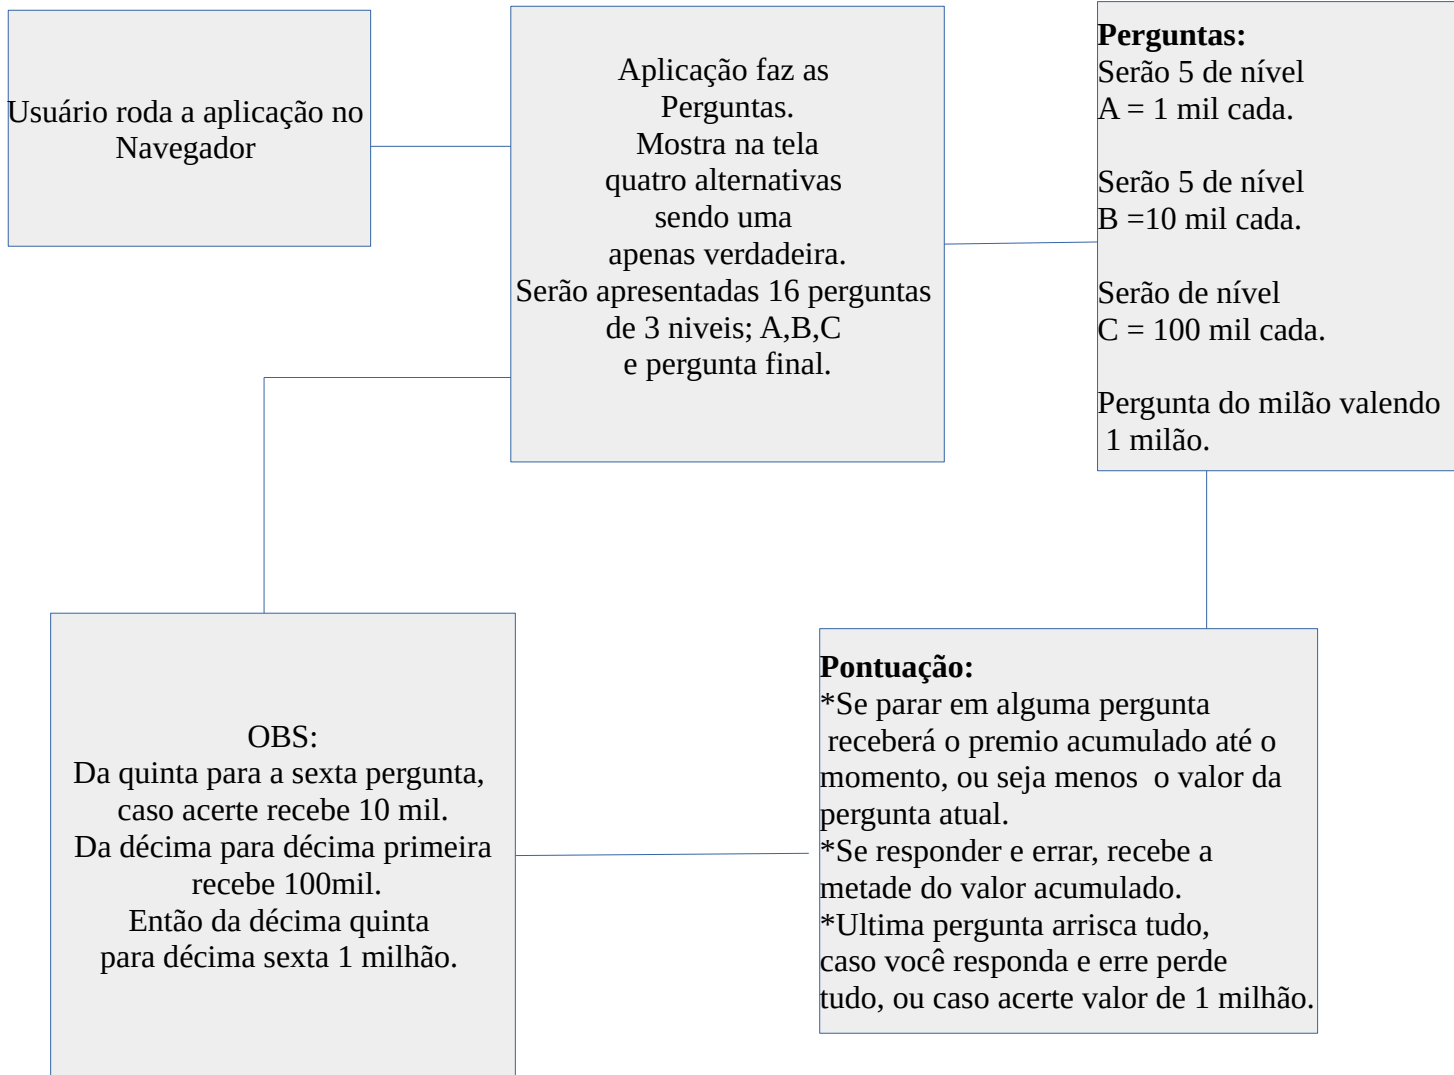 Usuário roda a aplicação no
Navegador
Aplicação faz as
Perguntas.
Mostra na tela
quatro alternativas
sendo uma
apenas verdadeira.
Serão apresentadas 16 perguntas
de 3 niveis; A,B,C
e pergunta final.
Perguntas:
Serão 5 de nível
A = 1 mil cada.
Serão 5 de nível
B =10 mil cada.
Serão de nível
C = 100 mil cada.
Pergunta do milão valendo
1 milão.
OBS:
Da quinta para a sexta pergunta,
caso acerte recebe 10 mil.
Da décima para décima primeira
recebe 100mil.
Então da décima quinta
para décima sexta 1 milhão.
Pontuação:
*Se parar em alguma pergunta
receberá o premio acumulado até o
momento, ou seja menos  o valor da
pergunta atual.
*Se responder e errar, recebe a
metade do valor acumulado.
*Ultima pergunta arrisca tudo,
caso você responda e erre perde
tudo, ou caso acerte valor de 1 milhão.